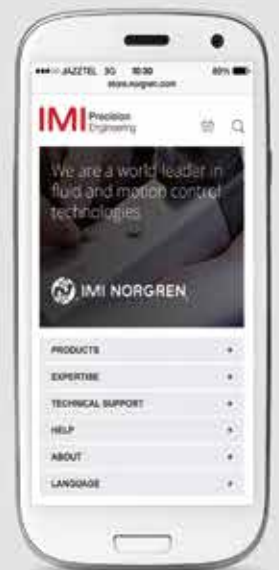 JAZZTEL 3G 10:30 80%
store.norgren.com
IMI Precision
Engineering
We are a world leader in
fluid and motion control
technologies
IMI NORGREN
PRODUCTS +
EXPERTISE +
TECHNICAL SUPPORT +
HELP +
ABOUT +
LANGUAGE +